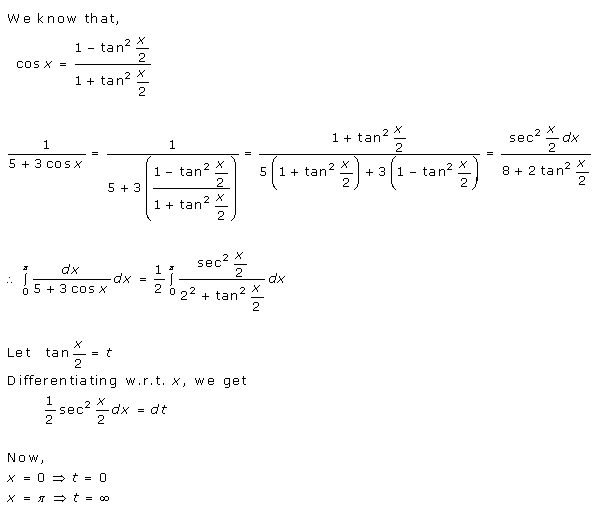 We know that,
cos x = (1 − tan² x/2)/(1 + tan² x/2)
1/(5 + 3 cos x) = 1/(5 + 3((1 − tan² x/2)/(1 + tan² x/2))) = (1 + tan² x/2)/(5(1 + tan² x/2) + 3(1 − tan² x/2)) = (sec² x/2 dx)/(8 + 2 tan² x/2)
∴ ∫₀^π dx/(5 + 3 cos x) dx = 1/2 ∫₀^π (sec² x/2)/(2² + tan² x/2) dx
Let tan x/2 = t
Differentiating w.r.t. x, we get
1/2 sec² x/2 dx = dt
Now,
x = 0 ⇒ t = 0
x = π ⇒ t = ∞